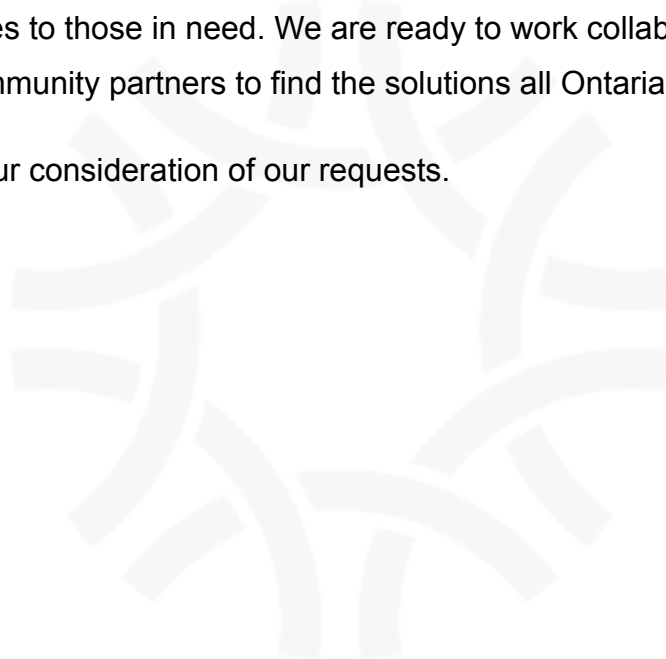 es to those in need. We are ready to work collab
mmunity partners to find the solutions all Ontaria
ur consideration of our requests.